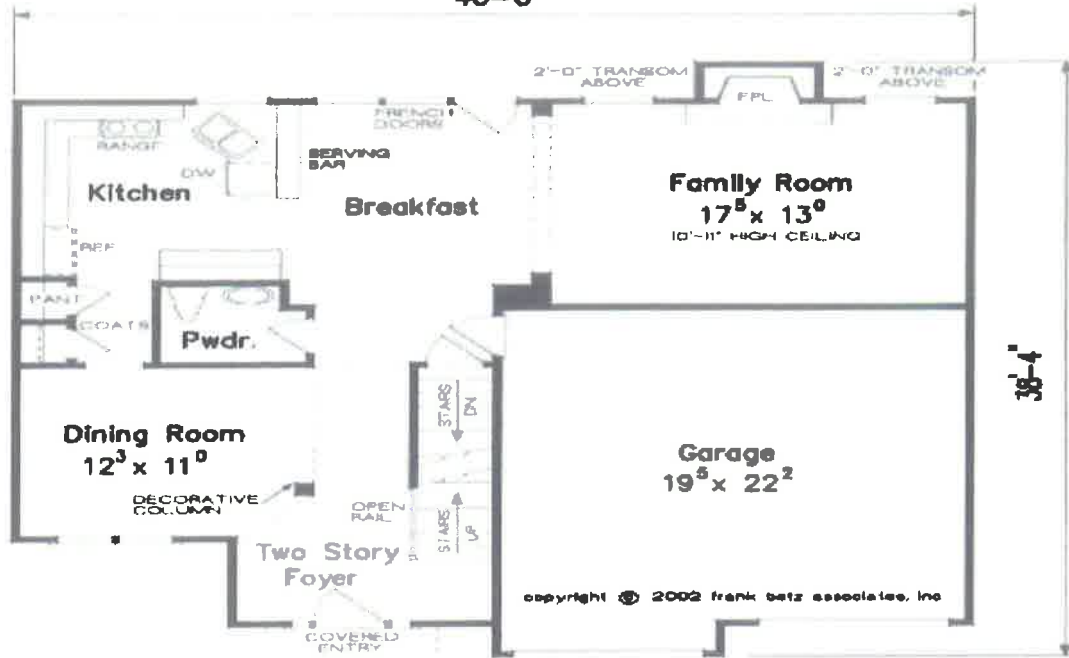 2'-0" TRANSOM
ABOVE
FPL
2'-0" TRANSOM
ABOVE
FRENCH
DOORS
RANGE
DW
SERVING
BAR
Kitchen
Breakfast
Family Room
17⁵ x 13⁰
10'-11" HIGH CEILING
REF
PANT
COATS
Pwdr.
38'-4"
STAIRS
DN
Dining Room
12³ x 11⁰
DECORATIVE
COLUMN
Garage
19⁵ x 22²
OPEN
RAIL
STAIRS
UP
Two Story
Foyer
copyright © 2002 frank betz associates, inc
COVERED
ENTRY